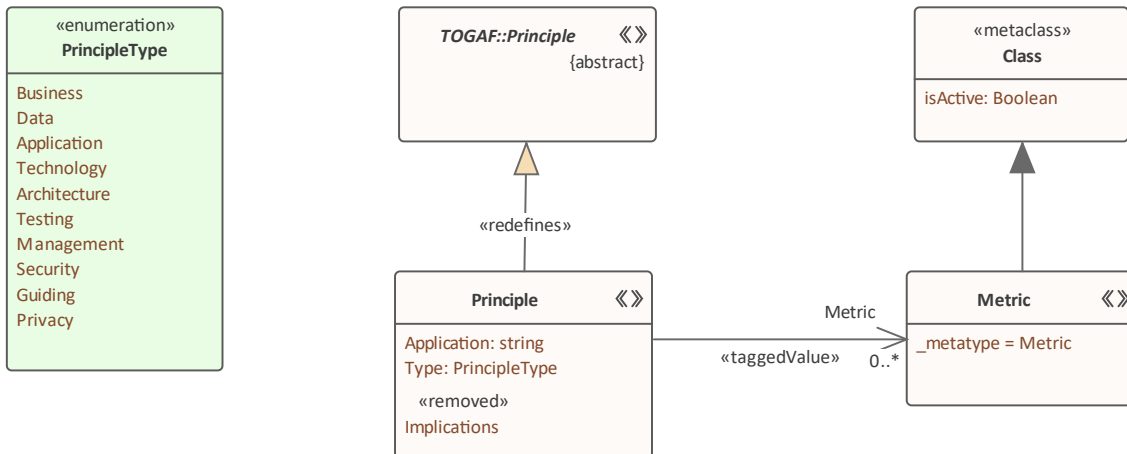 «enumeration»
PrincipleType
Business
Data
Application
Technology
Architecture
Testing
Management
Security
Guiding
Privacy
TOGAF::Principle
{abstract}
«metaclass»
Class
isActive: Boolean
«redefines»
Principle
Application: string
Type: PrincipleType
«removed»
Implications
Metric
«taggedValue»
0..*
Metric
_metatype = Metric